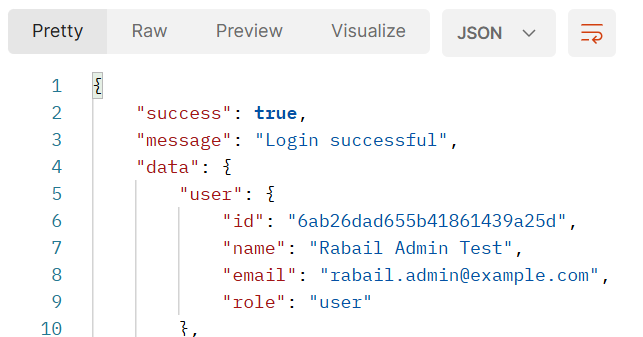 Pretty Raw Preview Visualize JSON
1 {
2 "success": true,
3 "message": "Login successful",
4 "data": {
5 "user": {
6 "id": "6ab26dad655b41861439a25d",
7 "name": "Rabail Admin Test",
8 "email": "rabail.admin@example.com",
9 "role": "user"
10 },